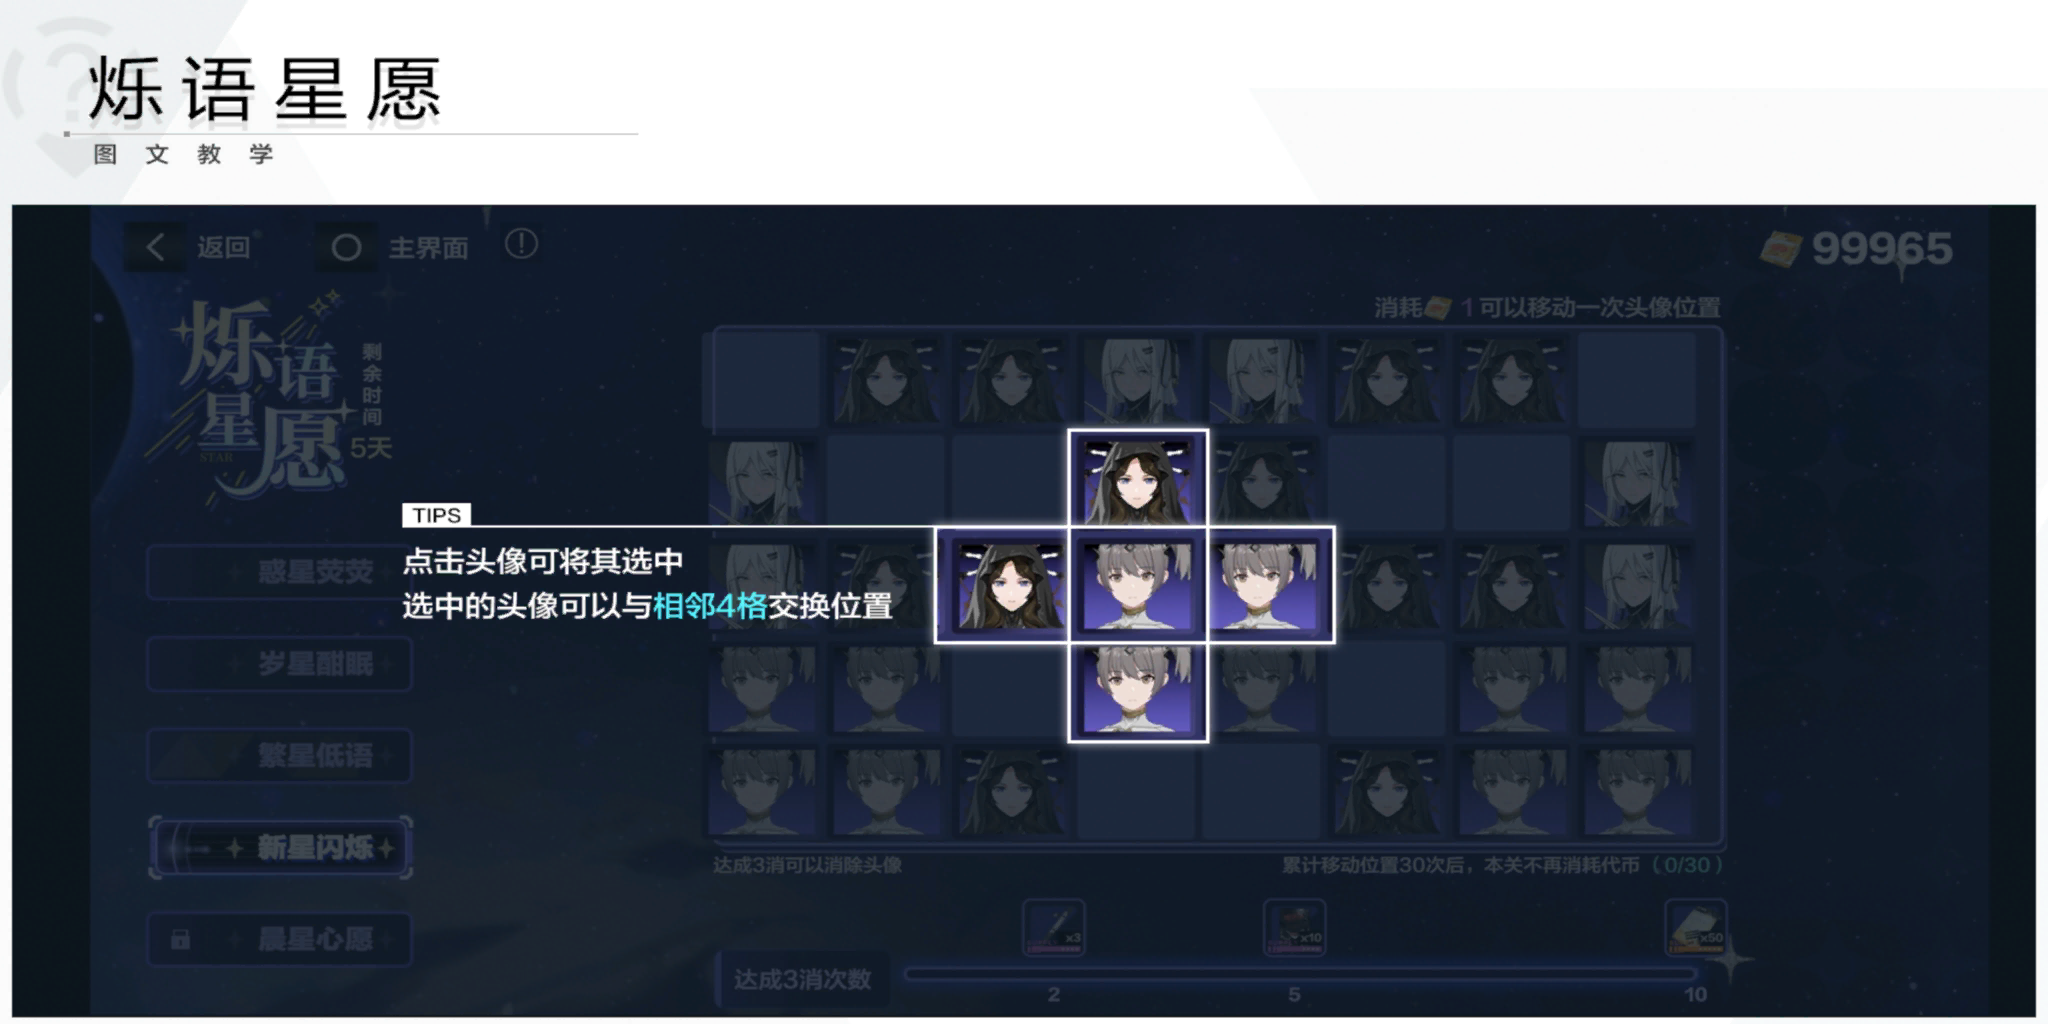 烁语星愿
图文教学
返回
主界面
99965
消耗 1 可以移动一次头像位置
烁语星愿
STAR
剩余时间
5天
TIPS
点击头像可将其选中
选中的头像可以与相邻4格交换位置
惑星荧荧
岁星酣眠
繁星低语
新星闪烁
晨星心愿
达成3消可以消除头像
累计移动位置30次后，本关不再消耗代币（0/30）
x3
x10
x50
达成3消次数
2
5
10